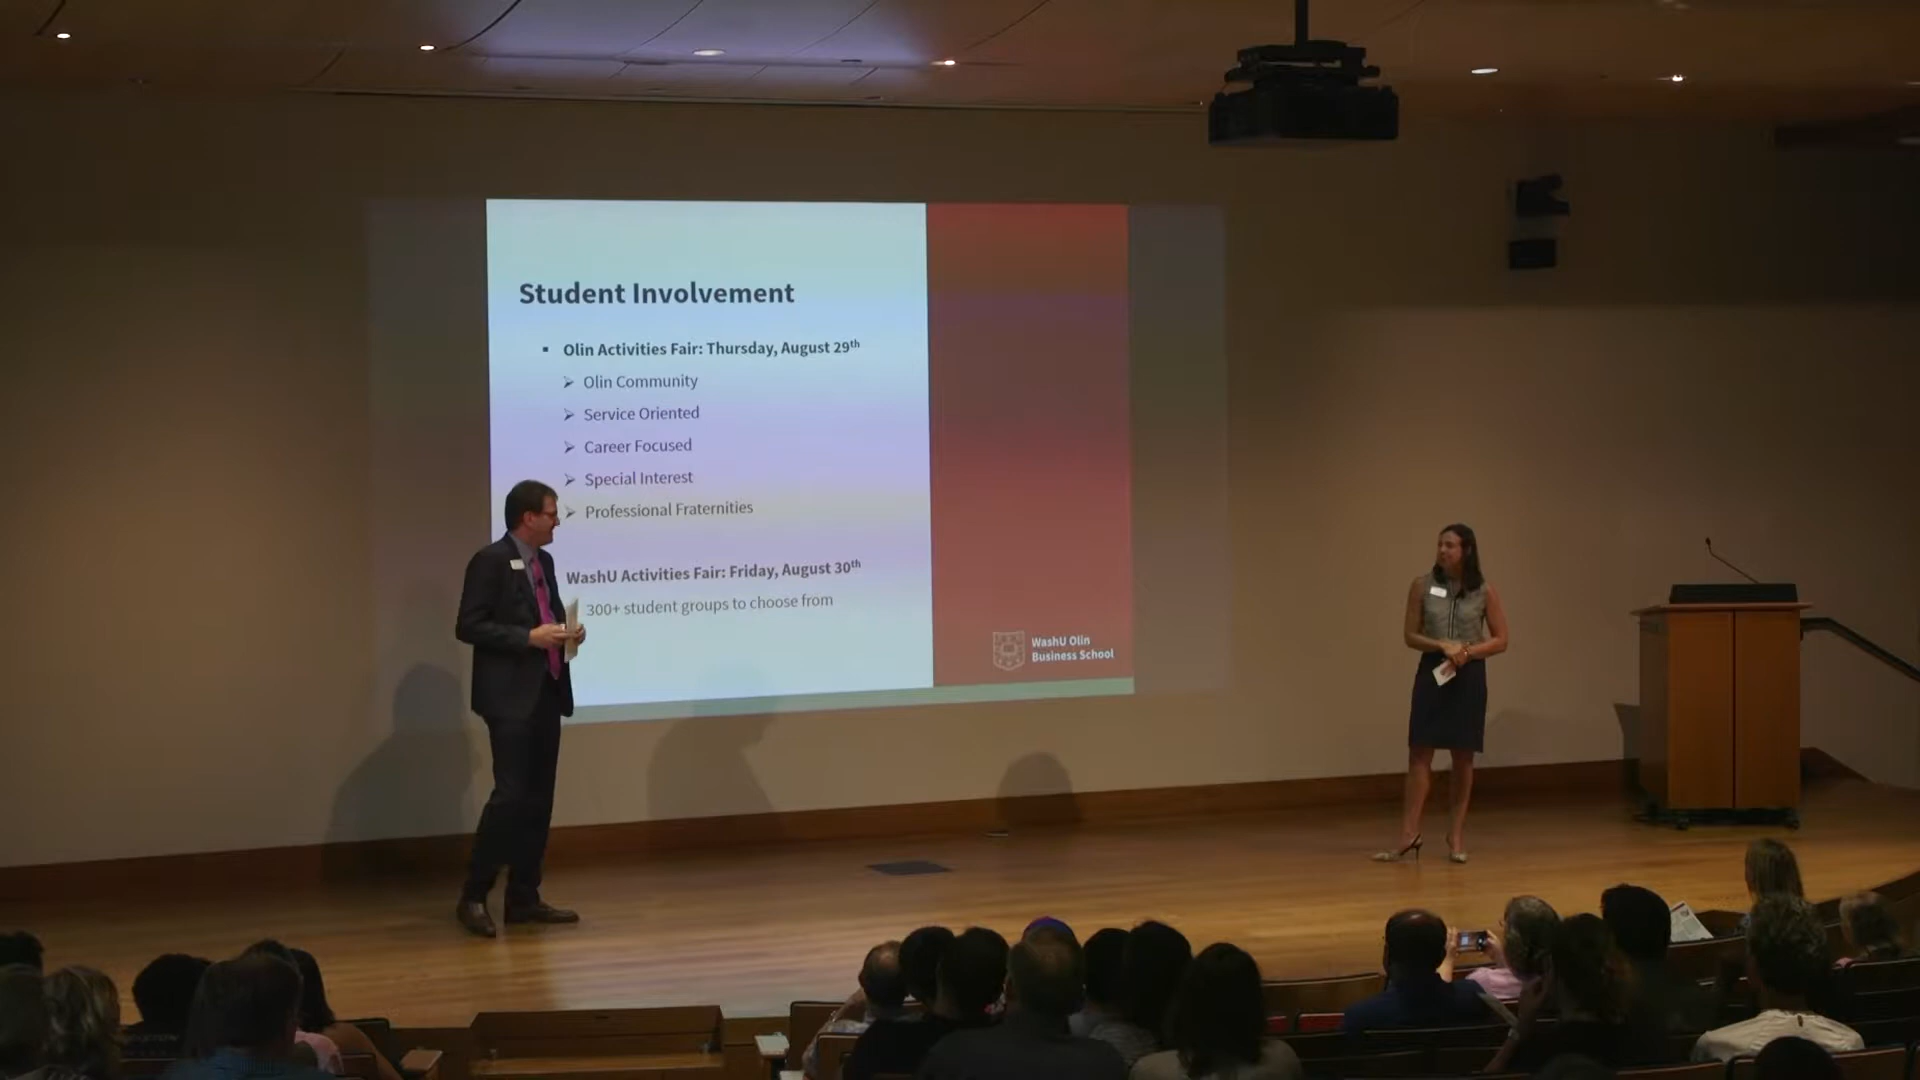 Student Involvement
▪ Olin Activities Fair: Thursday, August 29th
➢ Olin Community
➢ Service Oriented
➢ Career Focused
➢ Special Interest
➢ Professional Fraternities
WashU Activities Fair: Friday, August 30th
300+ student groups to choose from
WashU Olin
Business School